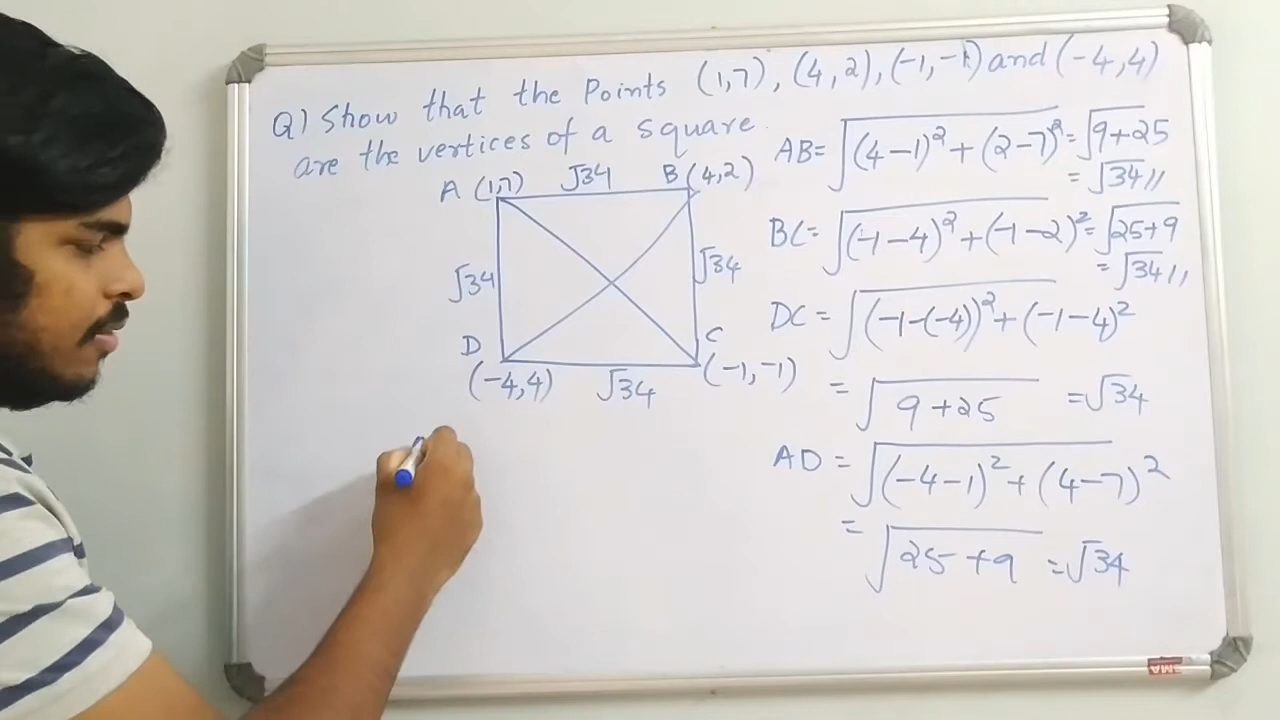 Q) Show that the Points (1,7), (4,2), (-1,-1) and (-4,4)
are the vertices of a square
A (1,7) √34 B (4,2)
√34 √34
D C
(-4,4) √34 (-1,-1)
AB = √(4-1)² + (2-7)² = √9+25
= √34//
BC = √(-1-4)² + (-1-2)² = √25+9
= √34//
DC = √(-1-(-4))² + (-1-4)²
= √9+25 = √34
AD = √(-4-1)² + (4-7)²
= √25+9 = √34